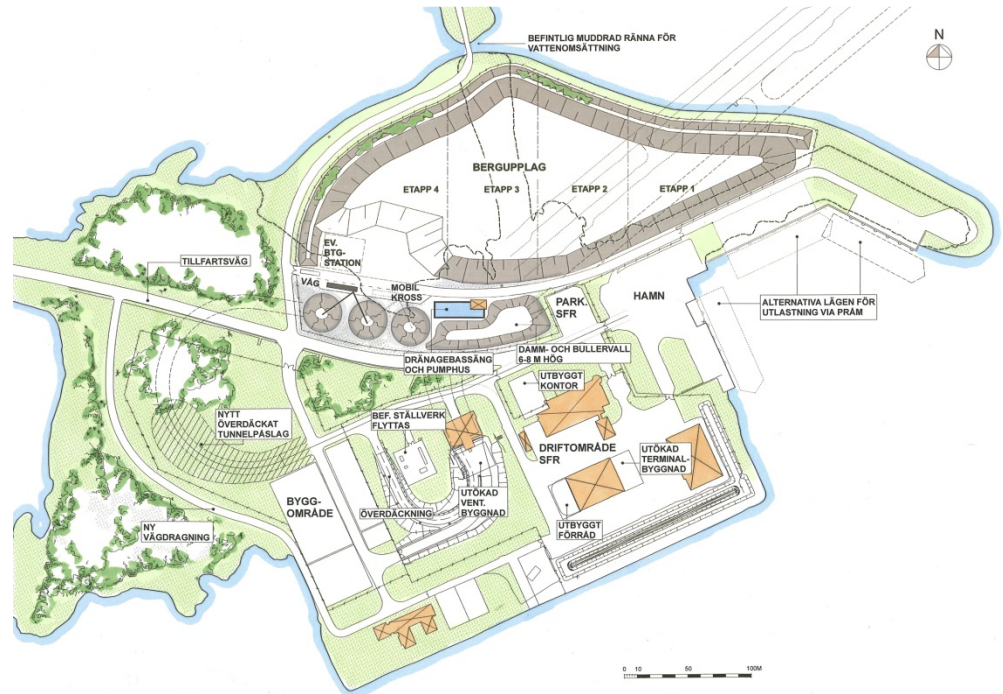 BEFINTLIG MUDDRAD RÄNNA FÖR
VATTENOMSÄTTNING
N
BERGUPPLAG
ETAPP 4
ETAPP 3
ETAPP 2
ETAPP 1
EV.
BTG-
STATION
TILLFARTSVÄG
VÅG
MOBIL
KROSS
PARK.
SFR
HAMN
ALTERNATIVA LÄGEN FÖR
UTLASTNING VIA PRÅM
DRÄNAGEBASSÄNG
OCH PUMPHUS
DAMM- OCH BULLERVALL
6-8 M HÖG
UTBYGGT
KONTOR
NYTT
ÖVERDÄCKAT
TUNNELPÅSLAG
BEF. STÄLLVERK
FLYTTAS
DRIFTOMRÅDE
SFR
UTÖKAD
TERMINAL-
BYGGNAD
BYGG-
OMRÅDE
ÖVERDÄCKNING
UTÖKAD
VENT.
BYGGNAD
UTBYGGT
FÖRRÅD
NY
VÄGDRAGNING
0 10 50 100M